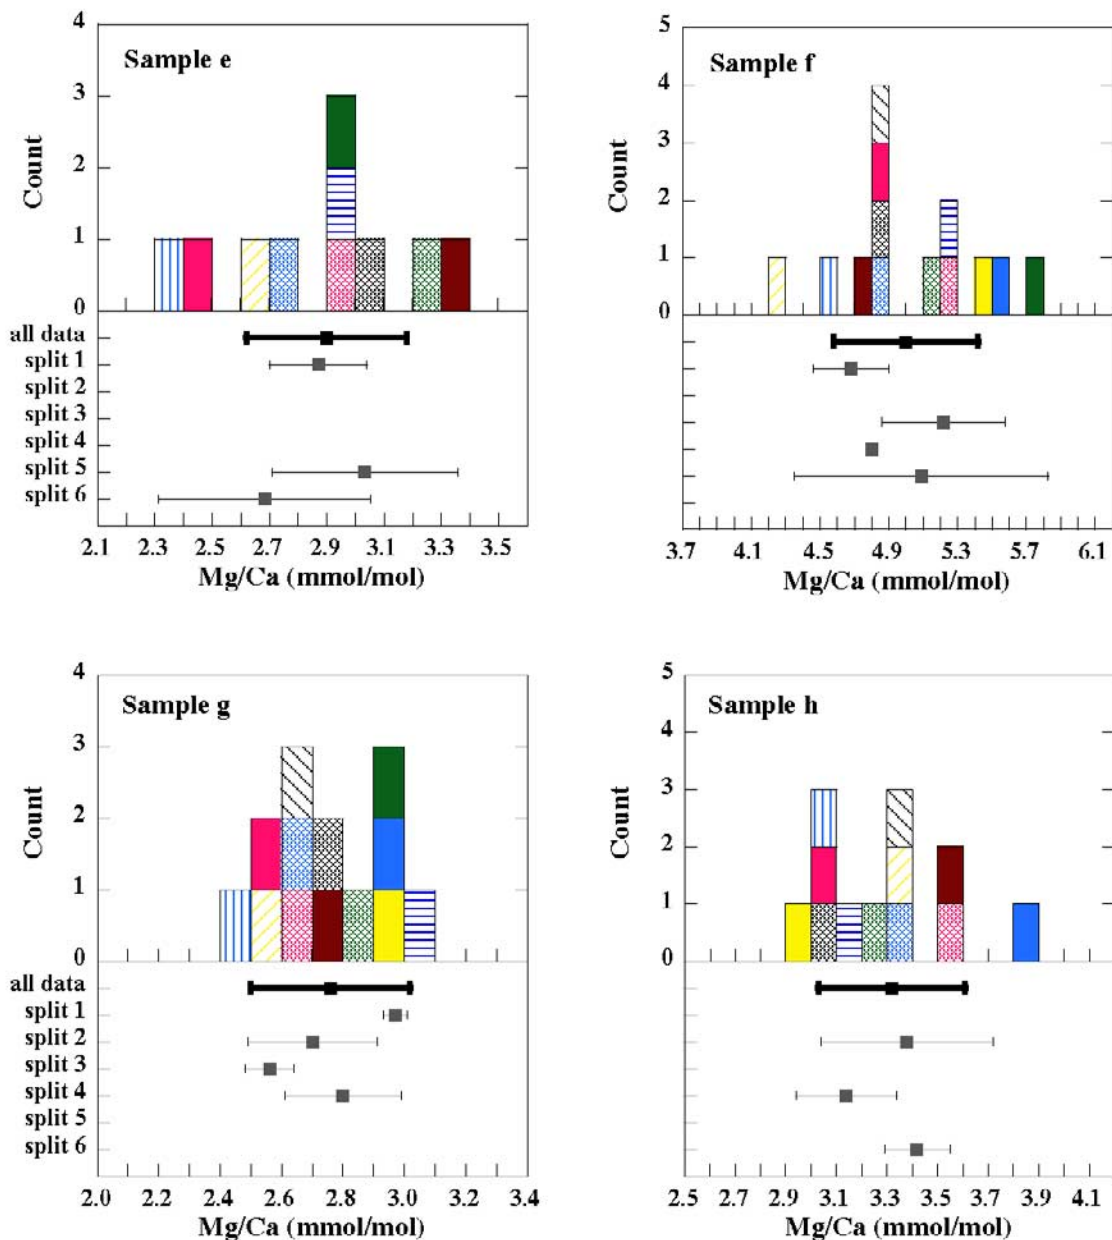 4
Sample e
3
Count
2
1
0
all data
split 1
split 2
split 3
split 4
split 5
split 6
2.1 2.3 2.5 2.7 2.9 3.1 3.3 3.5
Mg/Ca (mmol/mol)
5
Sample f
4
3
Count
2
1
0
3.7 4.1 4.5 4.9 5.3 5.7 6.1
Mg/Ca (mmol/mol)
4
Sample g
3
Count
2
1
0
all data
split 1
split 2
split 3
split 4
split 5
split 6
2.0 2.2 2.4 2.6 2.8 3.0 3.2 3.4
Mg/Ca (mmol/mol)
5
Sample h
4
3
Count
2
1
0
2.5 2.7 2.9 3.1 3.3 3.5 3.7 3.9 4.1
Mg/Ca (mmol/mol)